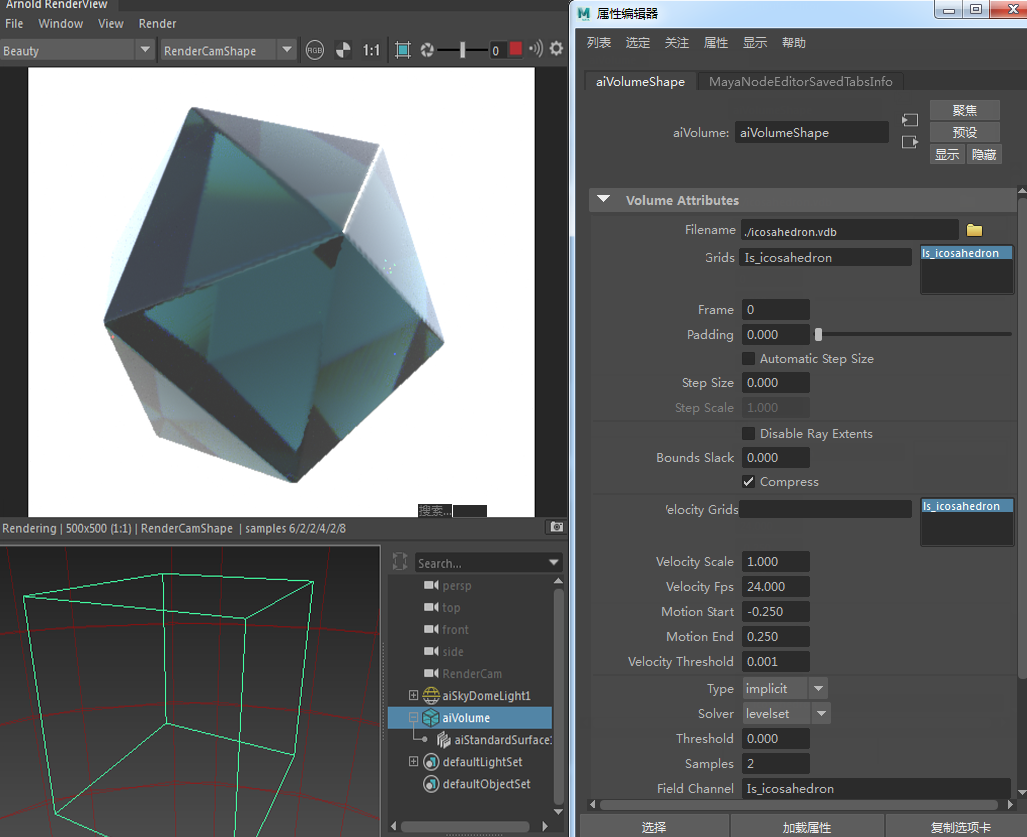 Arnold RenderView
File Window View Render
Beauty RenderCamShape RGB 1:1 0
搜索...
Rendering | 500x500 (1:1) | RenderCamShape | samples 6/2/2/4/2/8
Search...
persp
top
front
side
RenderCam
aiSkyDomeLight1
aiVolume
aiStandardSurface
defaultLightSet
defaultObjectSet
属性编辑器
列表 选定 关注 属性 显示 帮助
aiVolumeShape MayaNodeEditorSavedTabsInfo
聚焦
aiVolume: aiVolumeShape 预设
显示 隐藏
Volume Attributes
Filename ./icosahedron.vdb
Grids ls_icosahedron ls_icosahedron
Frame 0
Padding 0.000
Automatic Step Size
Step Size 0.000
Step Scale 1.000
Disable Ray Extents
Bounds Slack 0.000
Compress
elocity Grids ls_icosahedron
Velocity Scale 1.000
Velocity Fps 24.000
Motion Start -0.250
Motion End 0.250
Velocity Threshold 0.001
Type implicit
Solver levelset
Threshold 0.000
Samples 2
Field Channel ls_icosahedron
选择 加载属性 复制选项卡